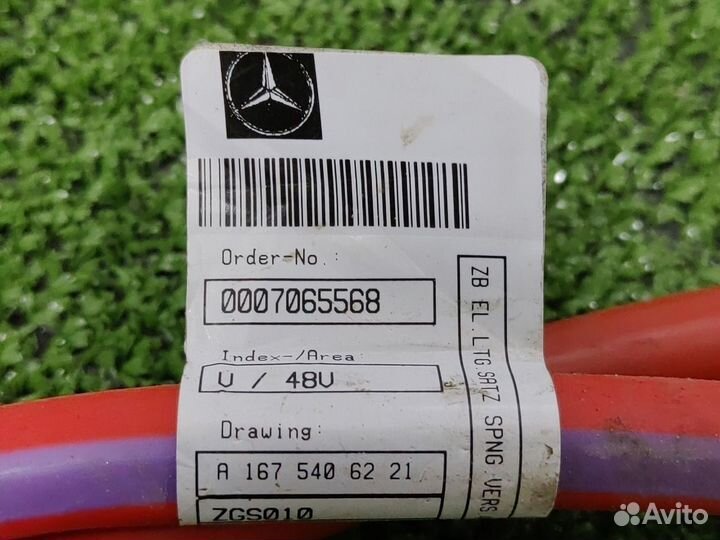 Order-No.:
0007065568
Index-/Area:
V / 48V
Drawing:
A 167 540 62 21
ZGS010
ZB EL.LTG SATZ SPNG VERS
Avito